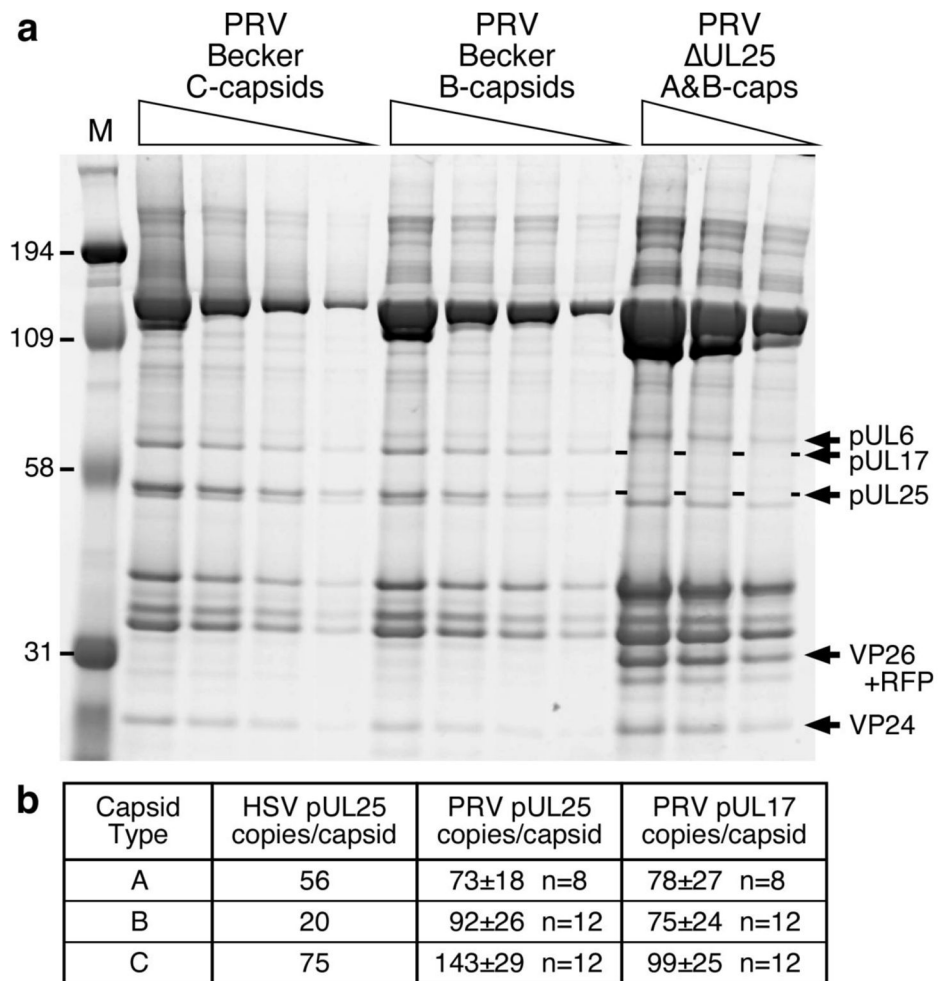 a
PRV
Becker
C-capsids
PRV
Becker
B-capsids
PRV
ΔUL25
A&B-caps
M
194
109
58
31
pUL6
pUL17
pUL25
VP26
+RFP
VP24
b
Capsid Type HSV pUL25 copies/capsid PRV pUL25 copies/capsid PRV pUL17 copies/capsid
A 56 73±18 n=8 78±27 n=8
B 20 92±26 n=12 75±24 n=12
C 75 143±29 n=12 99±25 n=12